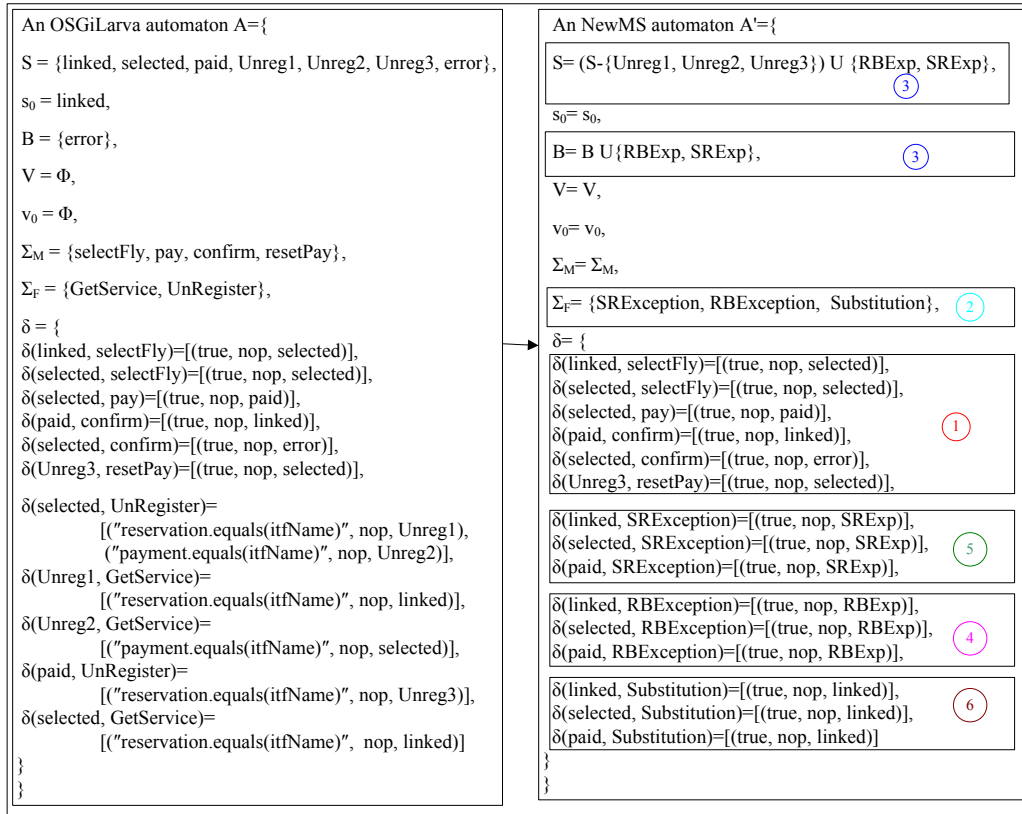 An OSGiLarva automaton A={
S = {linked, selected, paid, Unreg1, Unreg2, Unreg3, error},
s₀ = linked,
B = {error},
V = Φ,
v₀ = Φ,
Σ_M = {selectFly, pay, confirm, resetPay},
Σ_F = {GetService, UnRegister},
δ = {
δ(linked, selectFly)=[(true, nop, selected)],
δ(selected, selectFly)=[(true, nop, selected)],
δ(selected, pay)=[(true, nop, paid)],
δ(paid, confirm)=[(true, nop, linked)],
δ(selected, confirm)=[(true, nop, error)],
δ(Unreg3, resetPay)=[(true, nop, selected)],
δ(selected, UnRegister)=
[("reservation.equals(itfName)", nop, Unreg1),
("payment.equals(itfName)", nop, Unreg2)],
δ(Unreg1, GetService)=
[("reservation.equals(itfName)", nop, linked)],
δ(Unreg2, GetService)=
[("payment.equals(itfName)", nop, selected)],
δ(paid, UnRegister)=
[("reservation.equals(itfName)", nop, Unreg3)],
δ(selected, GetService)=
[("reservation.equals(itfName)", nop, linked)]
}
}
An NewMS automaton A'={
S= (S-{Unreg1, Unreg2, Unreg3}) U {RBExp, SRExp},
3
s₀= s₀,
B= B U{RBExp, SRExp}, 3
V= V,
v₀= v₀,
Σ_M= Σ_M,
Σ_F= {SRException, RBException, Substitution}, 2
δ= {
δ(linked, selectFly)=[(true, nop, selected)],
δ(selected, selectFly)=[(true, nop, selected)],
δ(selected, pay)=[(true, nop, paid)],
δ(paid, confirm)=[(true, nop, linked)], 1
δ(selected, confirm)=[(true, nop, error)],
δ(Unreg3, resetPay)=[(true, nop, selected)],
δ(linked, SRException)=[(true, nop, SRExp)],
δ(selected, SRException)=[(true, nop, SRExp)], 5
δ(paid, SRException)=[(true, nop, SRExp)],
δ(linked, RBException)=[(true, nop, RBExp)],
δ(selected, RBException)=[(true, nop, RBExp)], 4
δ(paid, RBException)=[(true, nop, RBExp)],
δ(linked, Substitution)=[(true, nop, linked)],
δ(selected, Substitution)=[(true, nop, linked)], 6
δ(paid, Substitution)=[(true, nop, linked)]
}
}